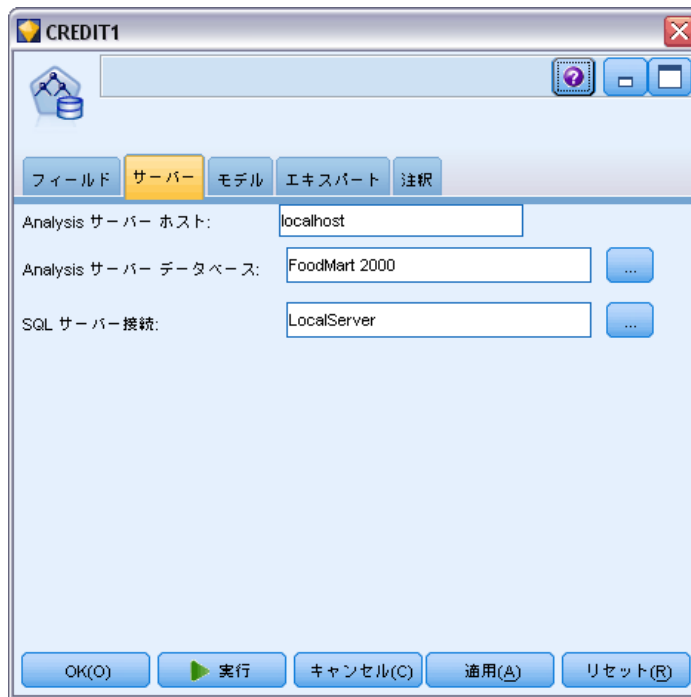 CREDIT1
フィールド サーバー モデル エキスパート 注釈
Analysis サーバー ホスト: localhost
Analysis サーバー データベース: FoodMart 2000 ...
SQL サーバー接続: LocalServer ...
OK(O) 実行 キャンセル(C) 適用(A) リセット(R)